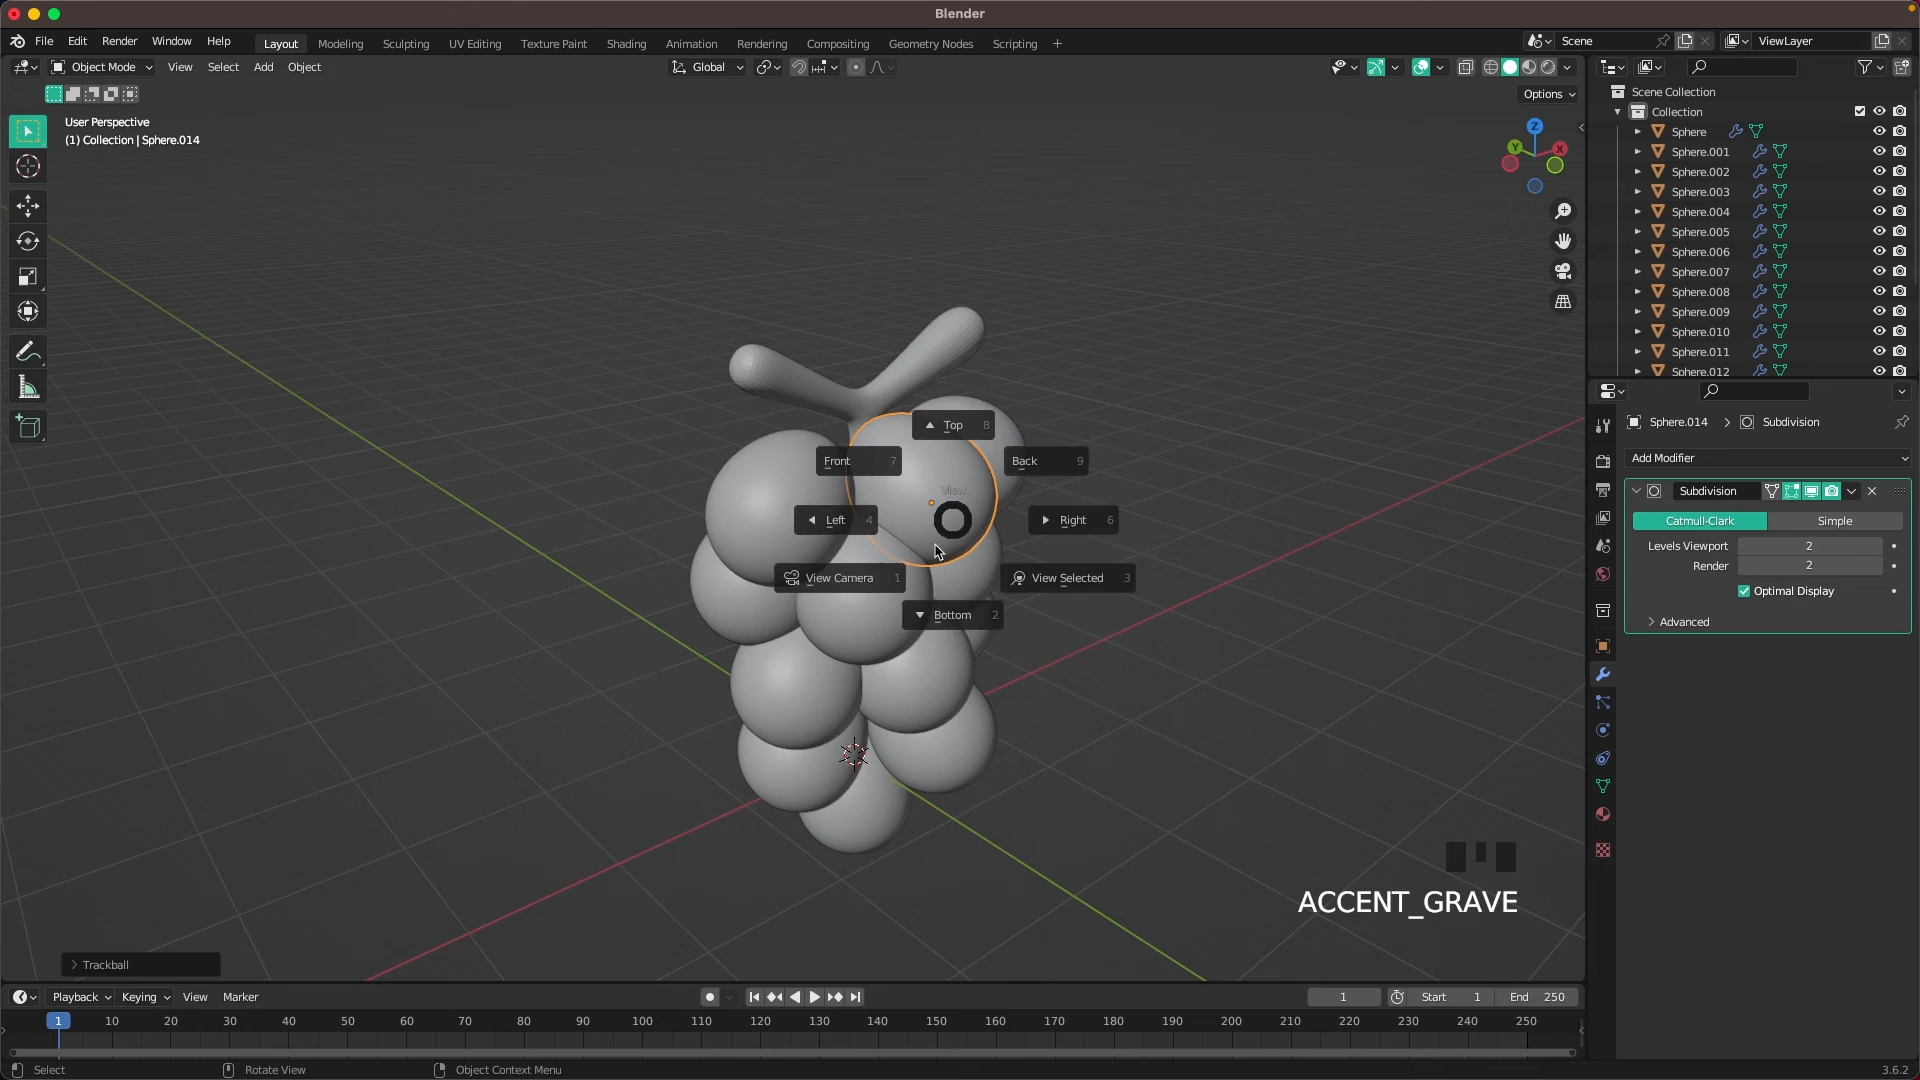 Blender
File Edit Render Window Help
Layout Modeling Sculpting UV Editing Texture Paint Shading Animation Rendering Compositing Geometry Nodes Scripting +
Scene
ViewLayer
Object Mode View Select Add Object
Global
Options
User Perspective
(1) Collection | Sphere.014
Z
Y
X
Scene Collection
Collection
Sphere
Sphere.001
Sphere.002
Sphere.003
Sphere.004
Sphere.005
Sphere.006
Sphere.007
Sphere.008
Sphere.009
Sphere.010
Sphere.011
Sphere.012
Top 8
Front 7
Back 9
View
Left 4
Right 6
View Camera 1
View Selected 3
Bottom 2
Sphere.014 > Subdivision
Add Modifier
Subdivision
Catmull-Clark Simple
Levels Viewport 2
Render 2
Optimal Display
Advanced
ACCENT_GRAVE
Trackball
Playback Keying View Marker
1 Start 1 End 250
1 10 20 30 40 50 60 70 80 90 100 110 120 130 140 150 160 170 180 190 200 210 220 230 240 250
Select Rotate View Object Context Menu 3.6.2